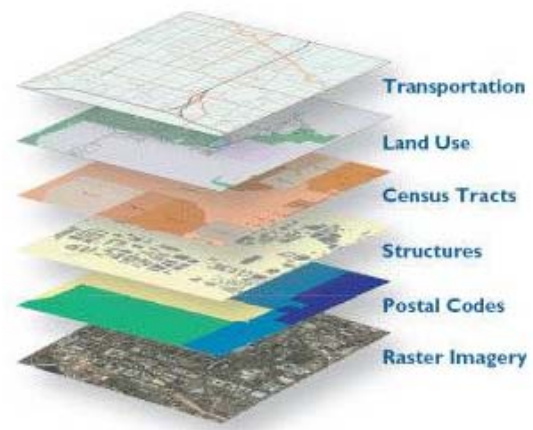 Transportation
Land Use
Census Tracts
Structures
Postal Codes
Raster Imagery